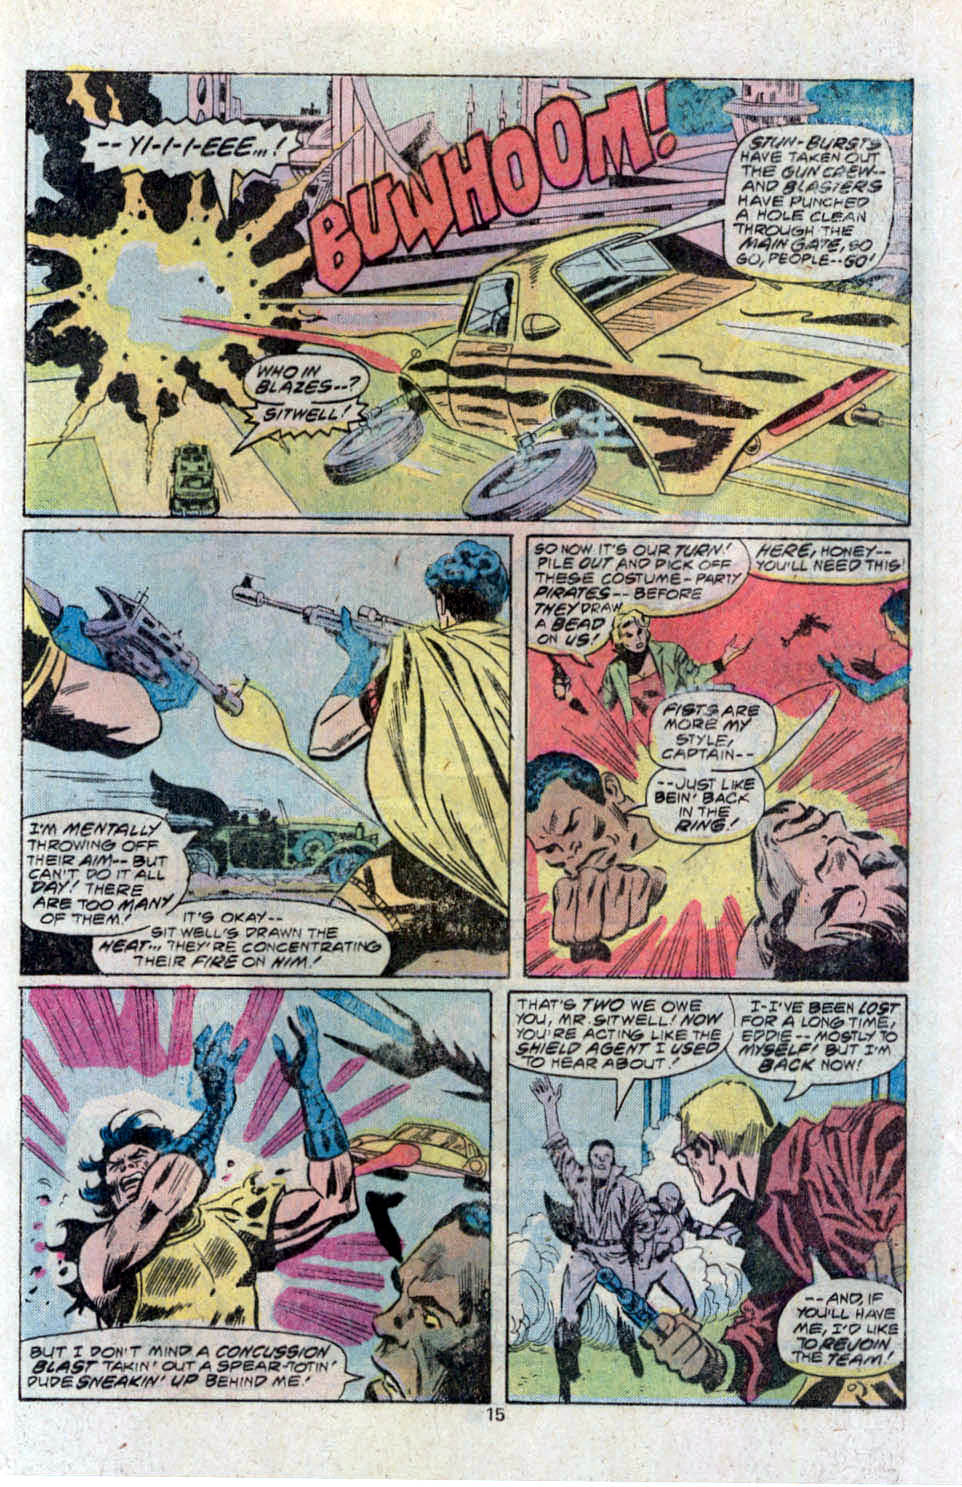 -- YI-I-I-EEE...!
BUWHOOM!
STUN-BURSTS
HAVE TAKEN OUT
THE GUN CREW--
AND BLASTERS
HAVE PUNCHED
A HOLE CLEAN
THROUGH THE
MAIN GATE, SO
GO, PEOPLE--GO!
WHO IN
BLAZES--?
SITWELL!
I'M MENTALLY
THROWING OFF
THEIR AIM-- BUT
CAN'T DO IT ALL
DAY! THERE
ARE TOO MANY
OF THEM!
IT'S OKAY--
SITWELL'S DRAWN THE
HEAT... THEY'RE CONCENTRATING
THEIR FIRE ON HIM!
SO NOW IT'S OUR TURN!
PILE OUT AND PICK OFF
THESE COSTUME-PARTY
PIRATES-- BEFORE
THEY DRAW
A BEAD
ON US!
HERE, HONEY--
YOU'LL NEED THIS!
FISTS ARE
MORE MY
STYLE,
CAPTAIN--
--JUST LIKE
BEIN' BACK
IN THE
RING!
BUT I DON'T MIND A CONCUSSION
BLAST TAKIN' OUT A SPEAR-TOTIN'
DUDE SNEAKIN' UP BEHIND ME!
THAT'S TWO WE OWE
YOU, MR. SITWELL! NOW
YOU'RE ACTING LIKE THE
SHIELD AGENT I USED
TO HEAR ABOUT!
I-I'VE BEEN LOST
FOR A LONG TIME,
EDDIE-- MOSTLY TO
MYSELF! BUT I'M
BACK NOW!
--AND, IF
YOU'LL HAVE
ME, I'D LIKE
TO REJOIN
THE TEAM!
15